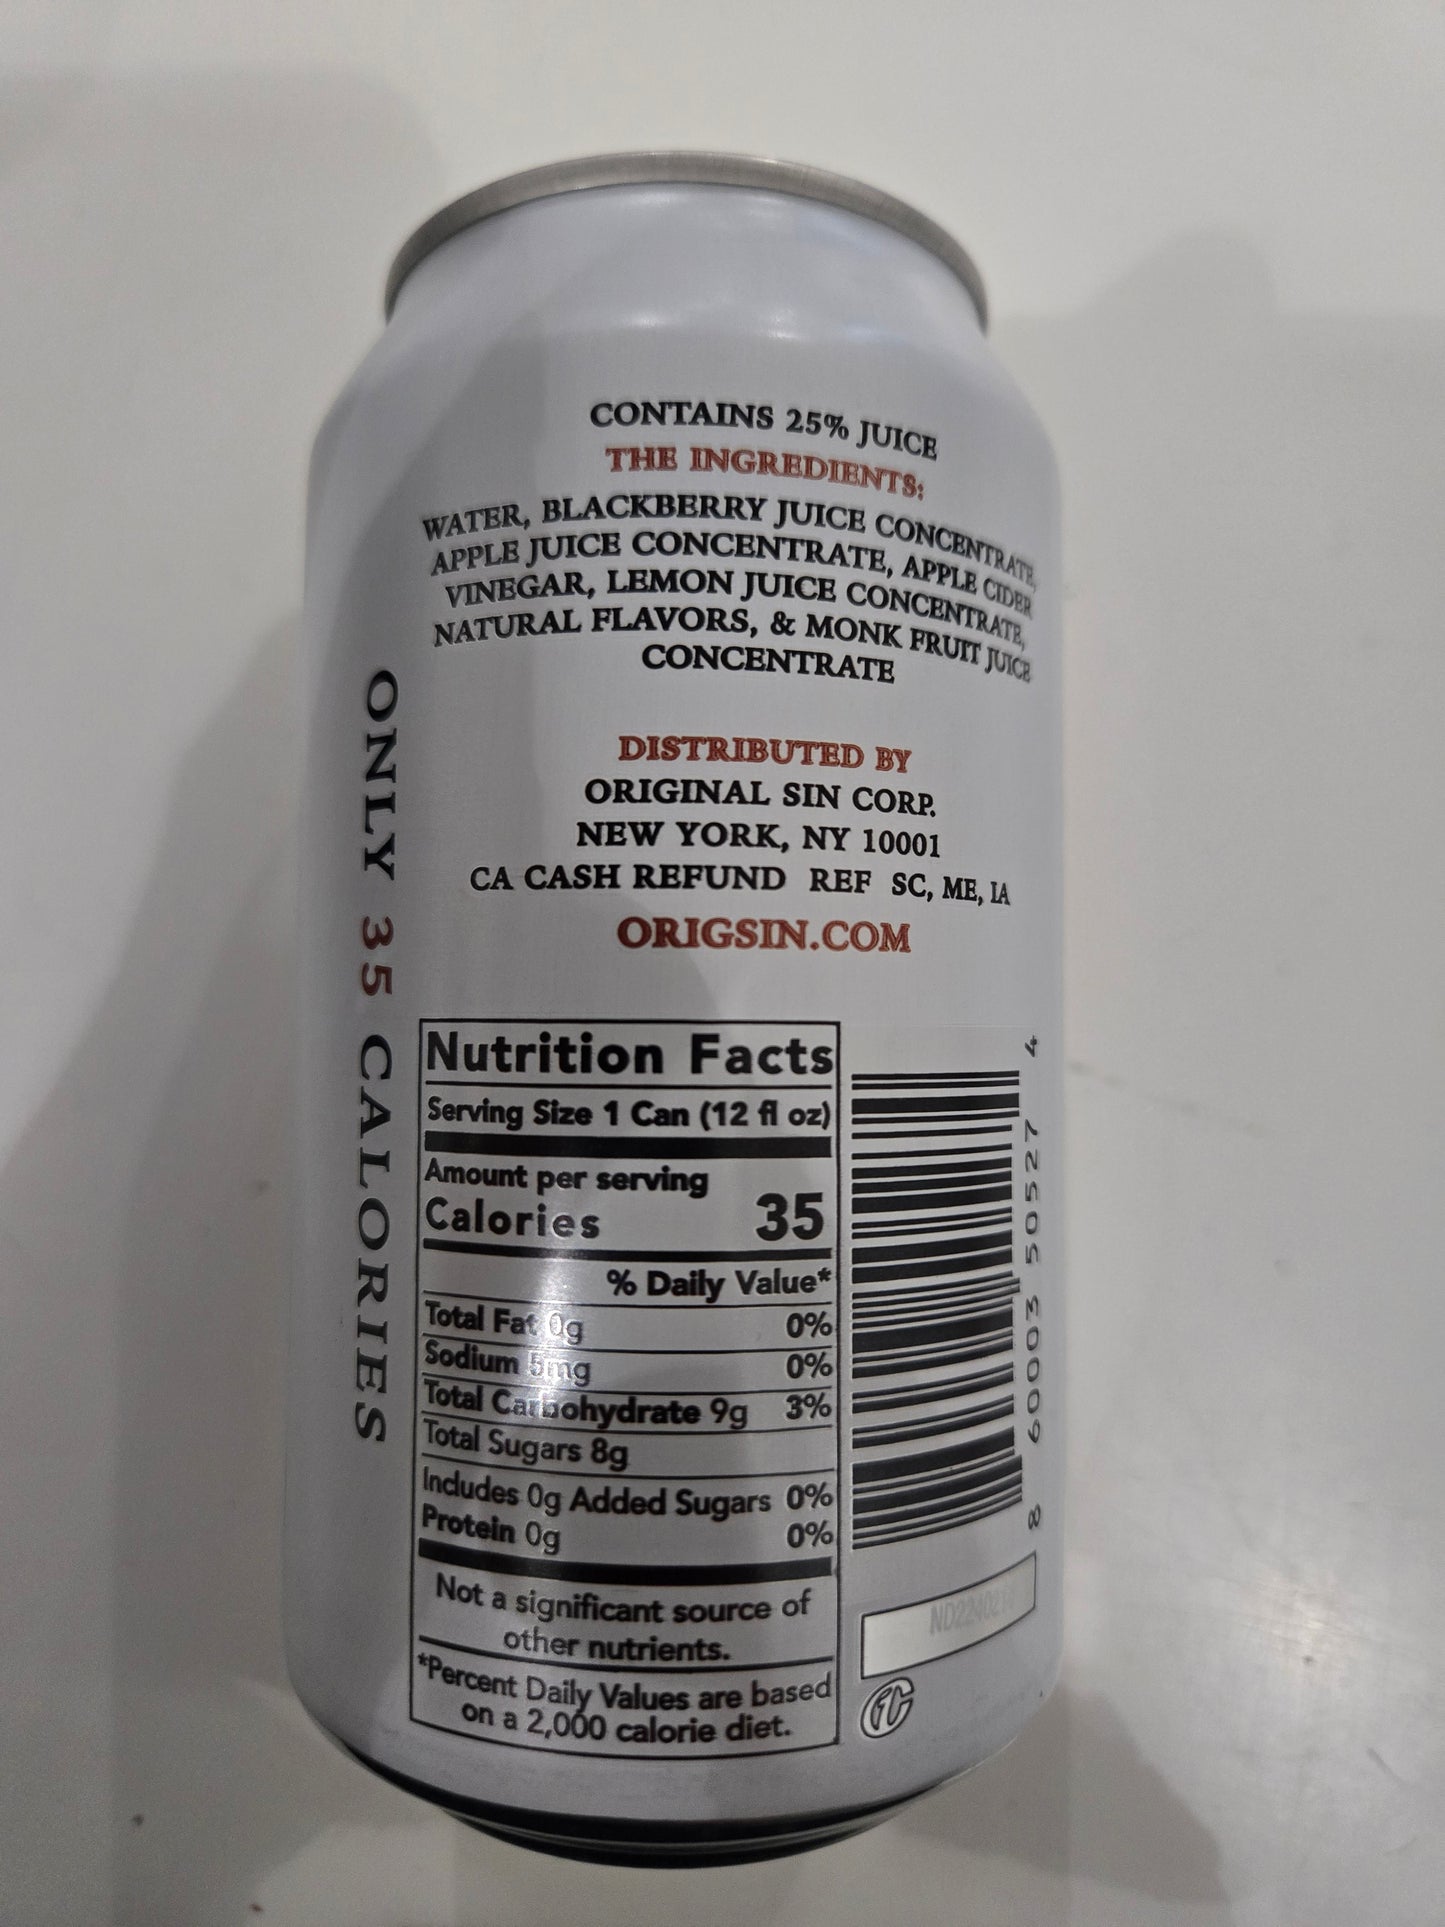 CONTAINS 25% JUICE
THE INGREDIENTS:
WATER, BLACKBERRY JUICE CONCENTRATE,
APPLE JUICE CONCENTRATE, APPLE CIDER
VINEGAR, LEMON JUICE CONCENTRATE,
NATURAL FLAVORS, & MONK FRUIT JUICE
CONCENTRATE
DISTRIBUTED BY
ORIGINAL SIN CORP.
NEW YORK, NY 10001
CA CASH REFUND REF SC, ME, IA
ORIGSIN.COM
ONLY 35 CALORIES
Nutrition Facts
Serving Size 1 Can (12 fl oz)
Amount per serving
Calories 35
% Daily Value*
Total Fat 0g 0%
Sodium 5mg 0%
Total Carbohydrate 9g 3%
Total Sugars 8g
Includes 0g Added Sugars 0%
Protein 0g 0%
Not a significant source of
other nutrients.
*Percent Daily Values are based
on a 2,000 calorie diet.
8 60003 50527 4